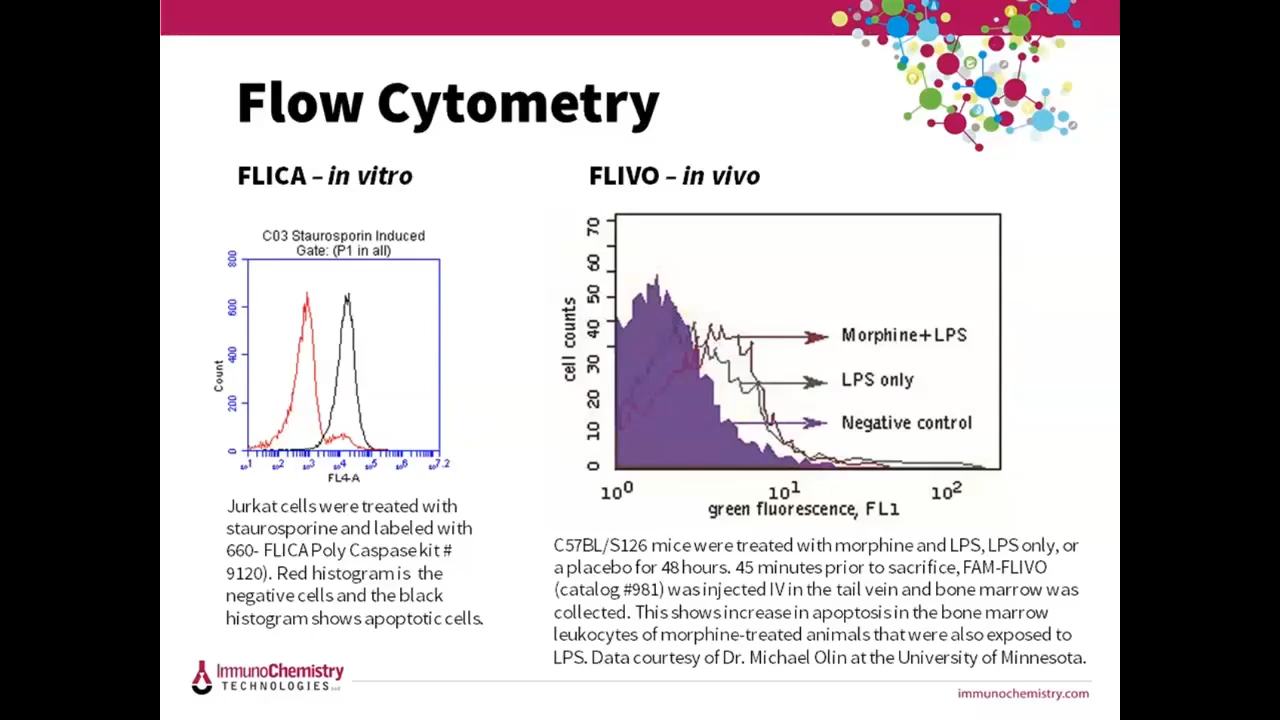 Flow Cytometry
FLICA – in vitro
C03 Staurosporin Induced
Gate: (P1 in all)
800
600
400
200
0
Count
FL4-A
Jurkat cells were treated with
staurosporine and labeled with
660- FLICA Poly Caspase kit #
9120). Red histogram is the
negative cells and the black
histogram shows apoptotic cells.
FLIVO – in vivo
70
60
50
40
30
20
10
0
cell counts
Morphine+LPS
LPS only
Negative control
10^0 10^1 10^2
green fluorescence, FL1
C57BL/S126 mice were treated with morphine and LPS, LPS only, or
a placebo for 48 hours. 45 minutes prior to sacrifice, FAM-FLIVO
(catalog #981) was injected IV in the tail vein and bone marrow was
collected. This shows increase in apoptosis in the bone marrow
leukocytes of morphine-treated animals that were also exposed to
LPS. Data courtesy of Dr. Michael Olin at the University of Minnesota.
ImmunoChemistry
TECHNOLOGIES
immunochemistry.com